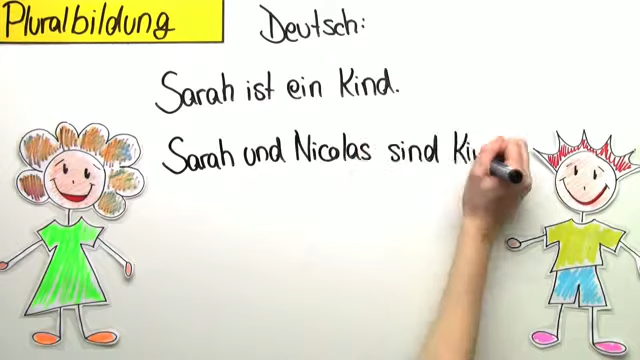 Pluralbildung
Deutsch:
Sarah ist ein Kind.
Sarah und Nicolas sind Ki